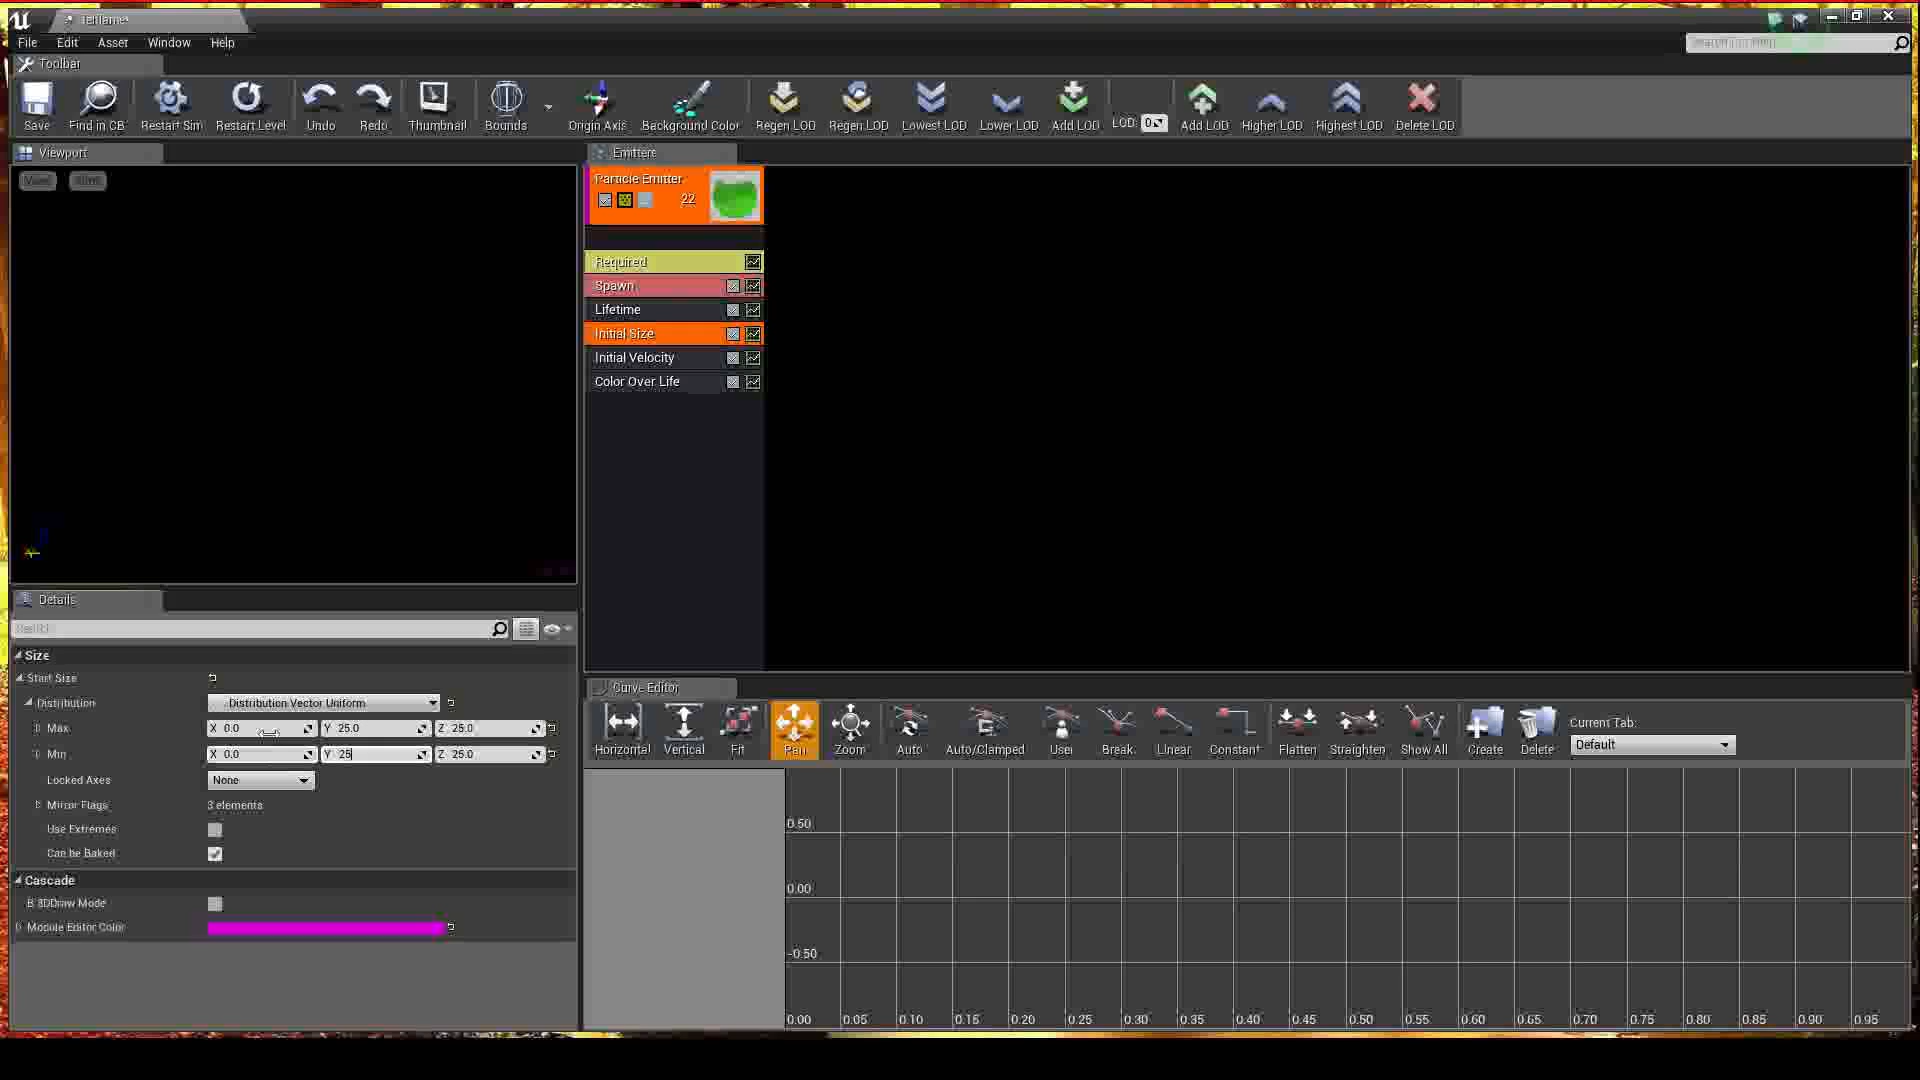 File Edit Asset Window Help
Toolbar
Save Find in CB Restart Sim Restart Level Undo Redo Thumbnail Bounds Origin Axis Background Color Regen LOD Regen LOD Lowest LOD Lower LOD Add LOD LOD: 0 Add LOD Higher LOD Highest LOD Delete LOD
Viewport
Emitters
Particle Emitter
22
Required
Spawn
Lifetime
Initial Size
Initial Velocity
Color Over Life
Details
Size
Start Size
Distribution Distribution Vector Uniform
Max X 0.0 Y 25.0 Z 25.0
Min X 0.0 Y 25 Z 25.0
Locked Axes None
Mirror Flags 3 elements
Use Extremes
Can be Baked
Cascade
B 3DDraw Mode
Module Editor Color
Curve Editor
Horizontal Vertical Fit Pan Zoom Auto Auto/Clamped User Break Linear Constant Flatten Straighten Show All Create Delete
Current Tab:
Default
0.50
0.00
-0.50
0.00 0.05 0.10 0.15 0.20 0.25 0.30 0.35 0.40 0.45 0.50 0.55 0.60 0.65 0.70 0.75 0.80 0.85 0.90 0.95